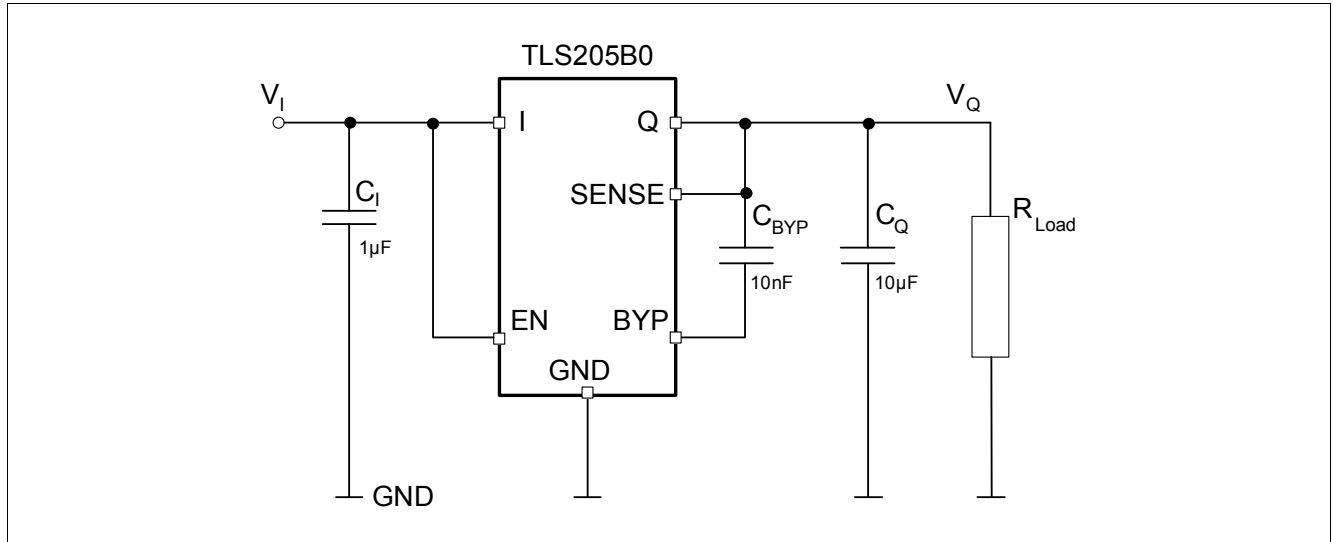 TLS205B0
V_I
V_Q
I
Q
C_I
1µF
SENSE
C_BYP
10nF
C_Q
10µF
R_Load
EN
BYP
GND
GND